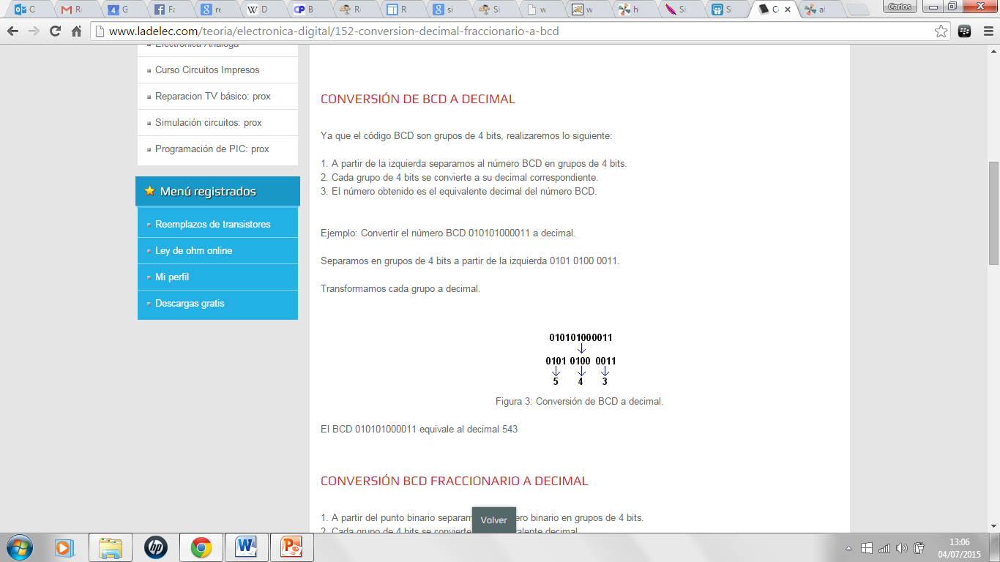 O
R
G
Fa
re
D
B
Re
R
si
Si
w
w
h
Si
S
C
al
Carlos
www.ladelec.com/teoria/electronica-digital/152-conversion-decimal-fraccionario-a-bcd
Electronica Analoga
Curso Circuitos Impresos
Reparacion TV básico: prox
Simulación circuitos: prox
Programación de PIC: prox
Menú registrados
Reemplazos de transistores
Ley de ohm online
Mi perfil
Descargas gratis
CONVERSIÓN DE BCD A DECIMAL
Ya que el código BCD son grupos de 4 bits, realizaremos lo siguiente:
1. A partir de la izquierda separamos al número BCD en grupos de 4 bits.
2. Cada grupo de 4 bits se convierte a su decimal correspondiente.
3. El número obtenido es el equivalente decimal del número BCD.
Ejemplo: Convertir el número BCD 010101000011 a decimal.
Separamos en grupos de 4 bits a partir de la izquierda 0101 0100 0011.
Transformamos cada grupo a decimal.
010101000011
0101 0100 0011
5 4 3
Figura 3: Conversión de BCD a decimal.
El BCD 010101000011 equivale al decimal 543
CONVERSIÓN BCD FRACCIONARIO A DECIMAL
1. A partir del punto binario separam ero binario en grupos de 4 bits.
Volver
2. Cada grupo de 4 bits se convierte valente decimal
13:06
04/07/2015